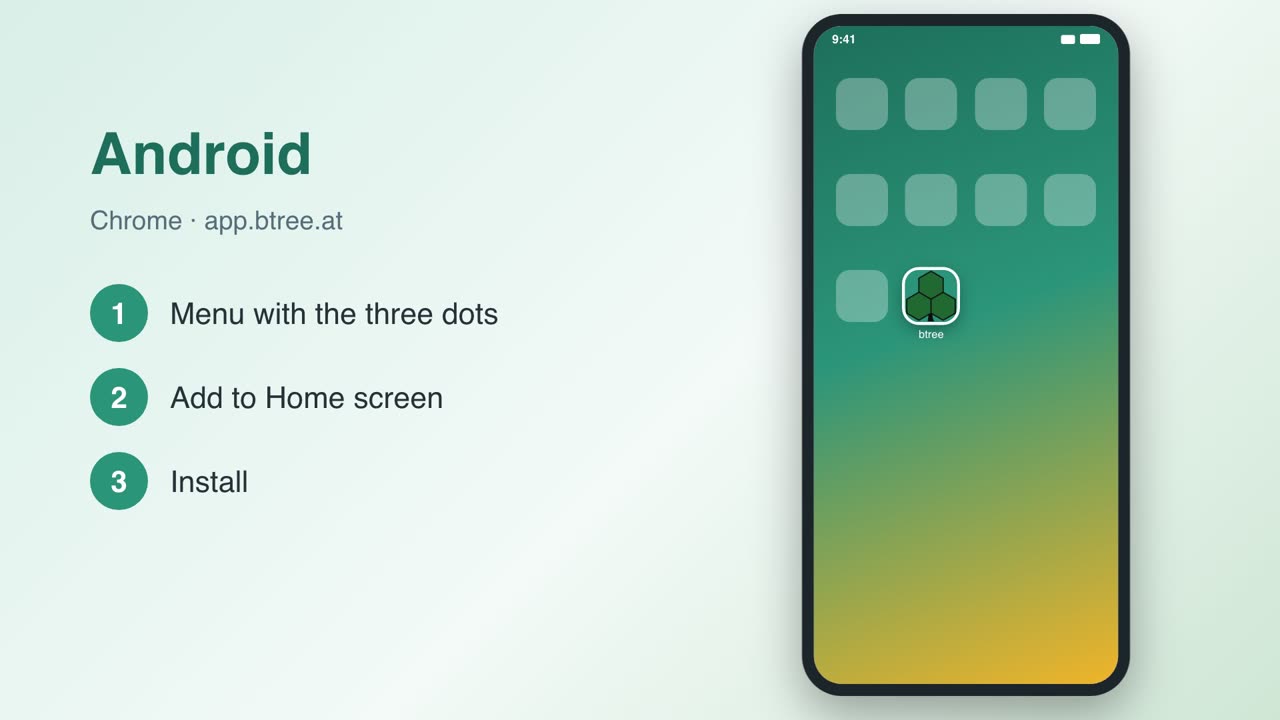 Android
Chrome · app.btree.at
1 Menu with the three dots
2 Add to Home screen
3 Install
9:41
btree